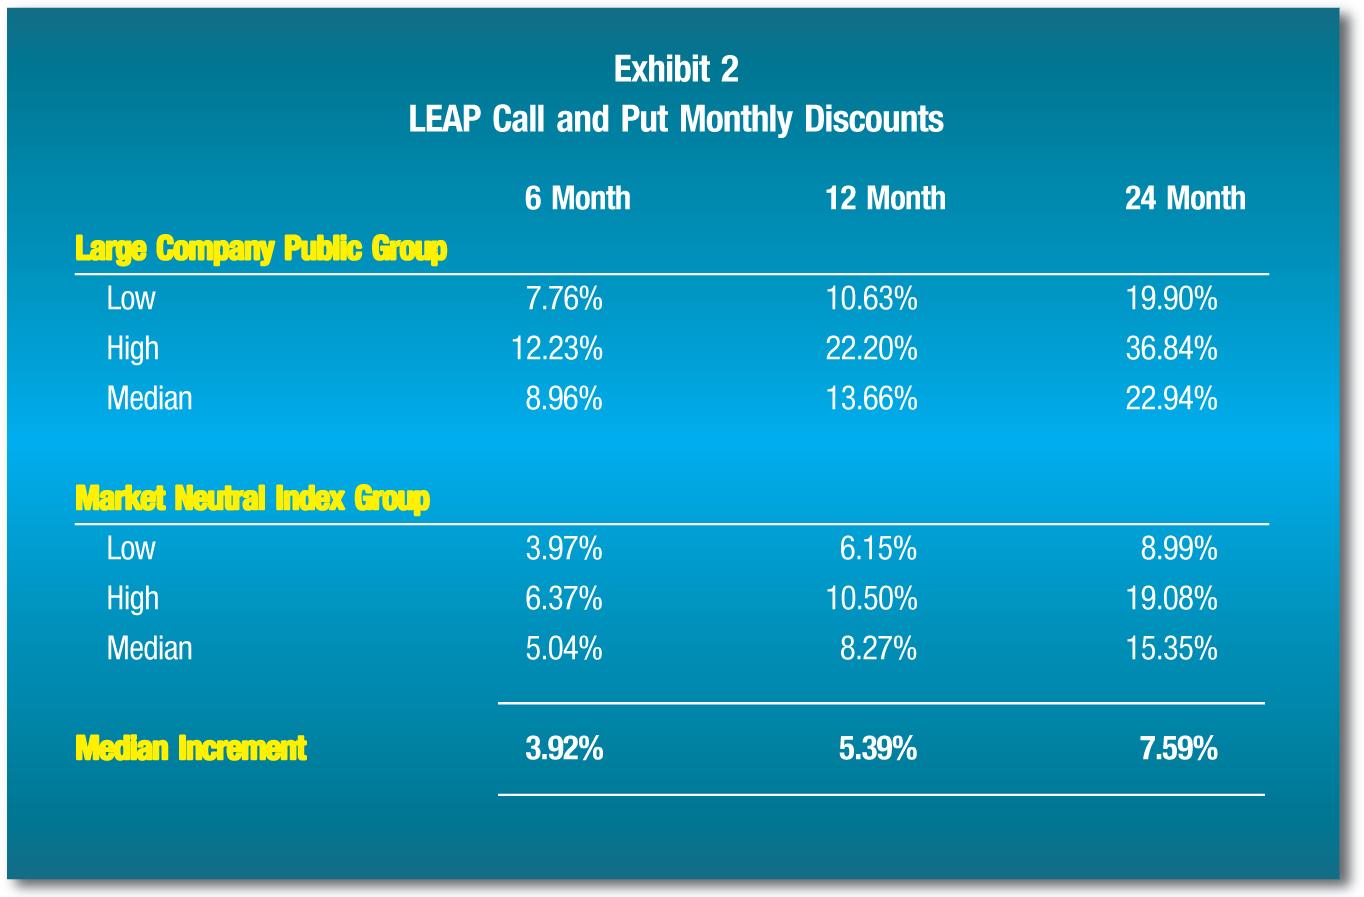 Exhibit 2
LEAP Call and Put Monthly Discounts
6 Month 12 Month 24 Month
Large Company Public Group
Low 7.76% 10.63% 19.90%
High 12.23% 22.20% 36.84%
Median 8.96% 13.66% 22.94%
Market Neutral Index Group
Low 3.97% 6.15% 8.99%
High 6.37% 10.50% 19.08%
Median 5.04% 8.27% 15.35%
Median Increment 3.92% 5.39% 7.59%